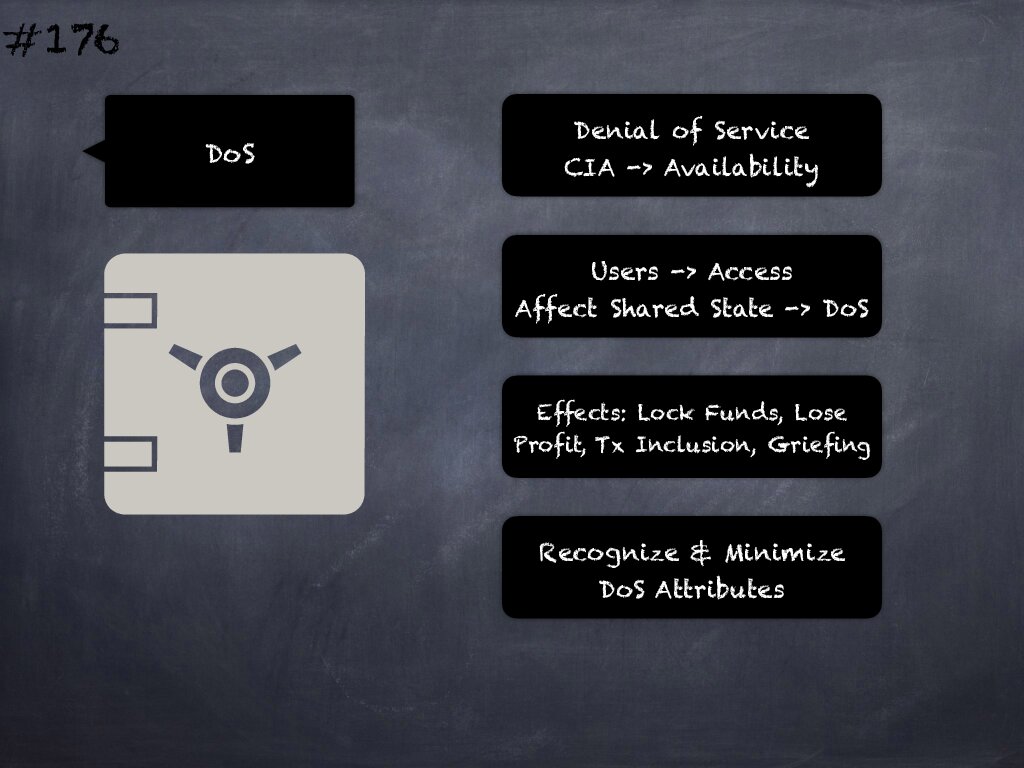 #176
DoS
Denial of Service
CIA -> Availability
Users -> Access
Affect Shared State -> DoS
Effects: Lock Funds, Lose
Profit, Tx Inclusion, Griefing
Recognize & Minimize
DoS Attributes